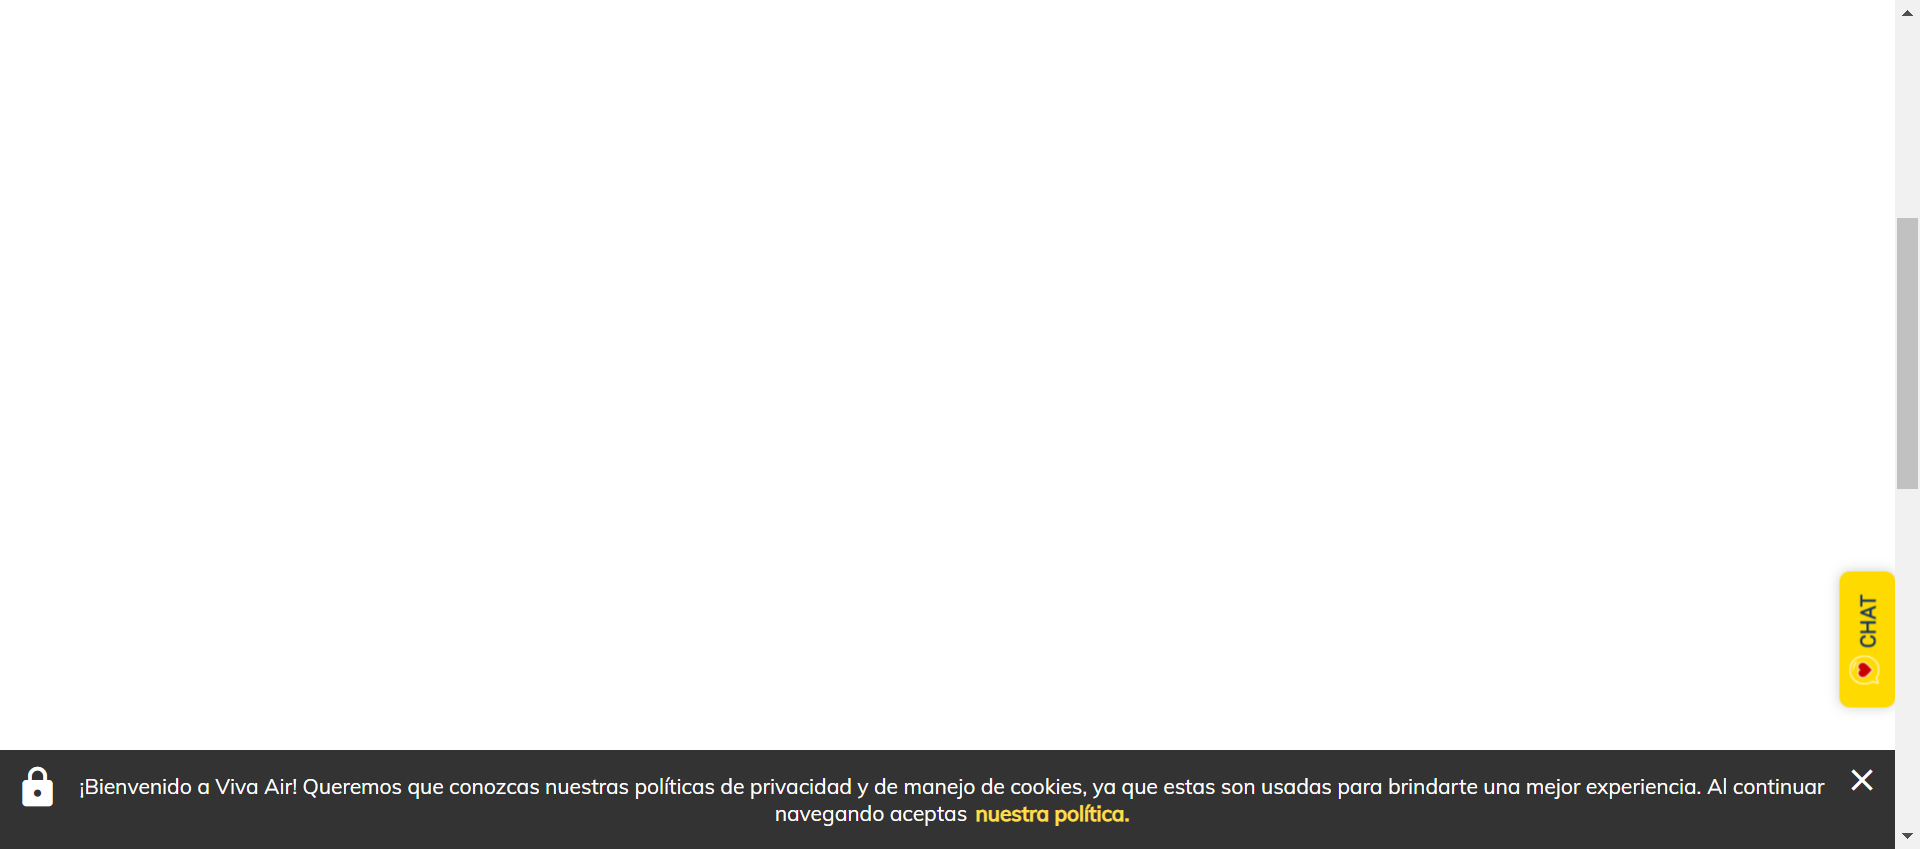 CHAT
¡Bienvenido a Viva Air! Queremos que conozcas nuestras políticas de privacidad y de manejo de cookies, ya que estas son usadas para brindarte una mejor experiencia. Al continuar
navegando aceptas nuestra política.